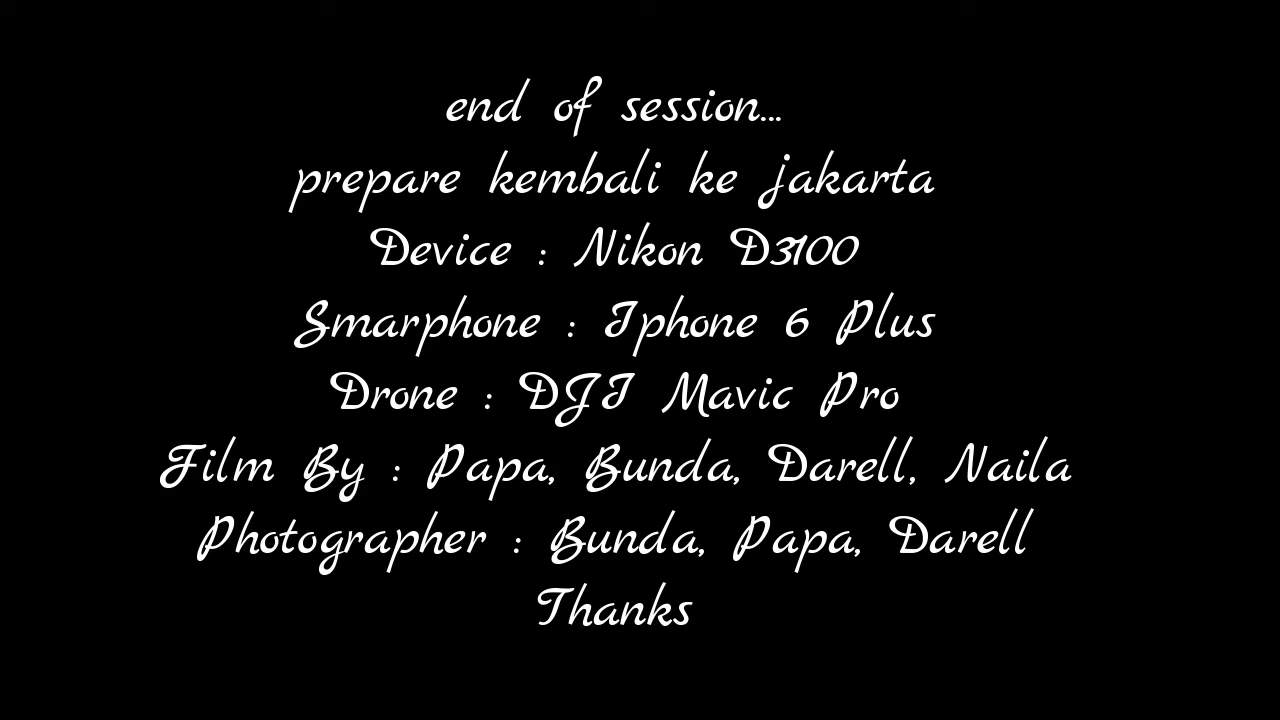 end of session...
prepare kembali ke jakarta
Device : Nikon D3100
Smarphone : Iphone 6 Plus
Drone : DJI Mavic Pro
Film By : Papa, Bunda, Darell, Naila
Photographer : Bunda, Papa, Darell
Thanks